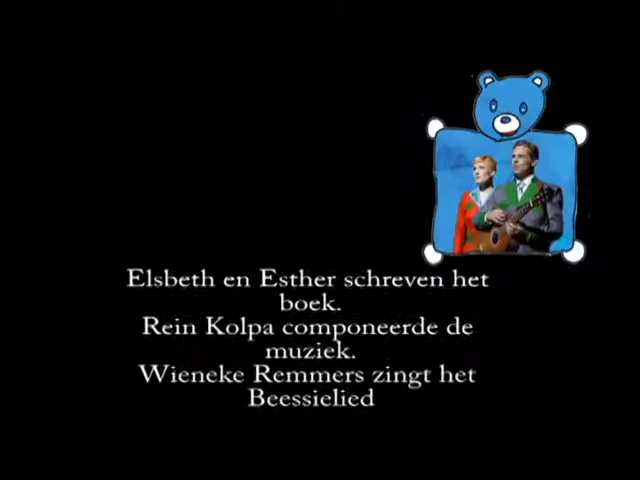 Elsbeth en Esther schreven het
boek.
Rein Kolpa componeerde de
muziek.
Wieneke Remmers zingt het
Beessielied